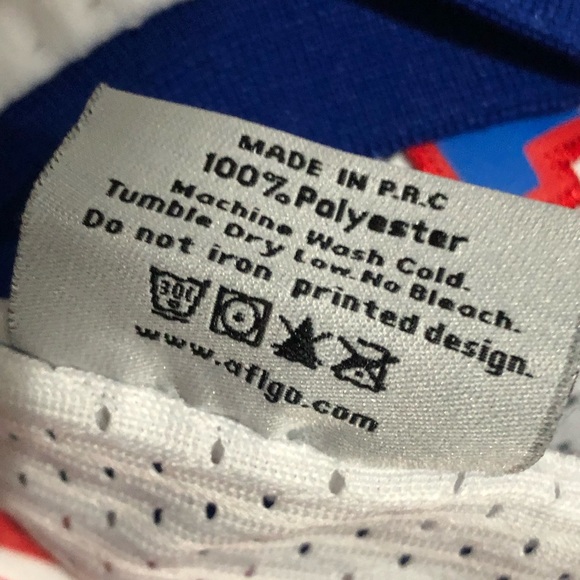 MADE IN P.R.C
100% Polyester
Machine Wash Cold.
Tumble Dry Low. No Bleach.
Do not iron printed design.
30
www.aflgo.com